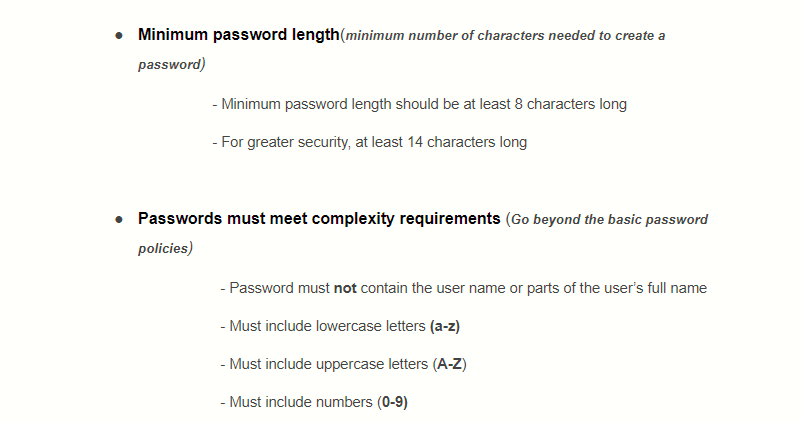 ● Minimum password length(minimum number of characters needed to create a
password)
- Minimum password length should be at least 8 characters long
- For greater security, at least 14 characters long
● Passwords must meet complexity requirements (Go beyond the basic password
policies)
- Password must not contain the user name or parts of the user’s full name
- Must include lowercase letters (a-z)
- Must include uppercase letters (A-Z)
- Must include numbers (0-9)